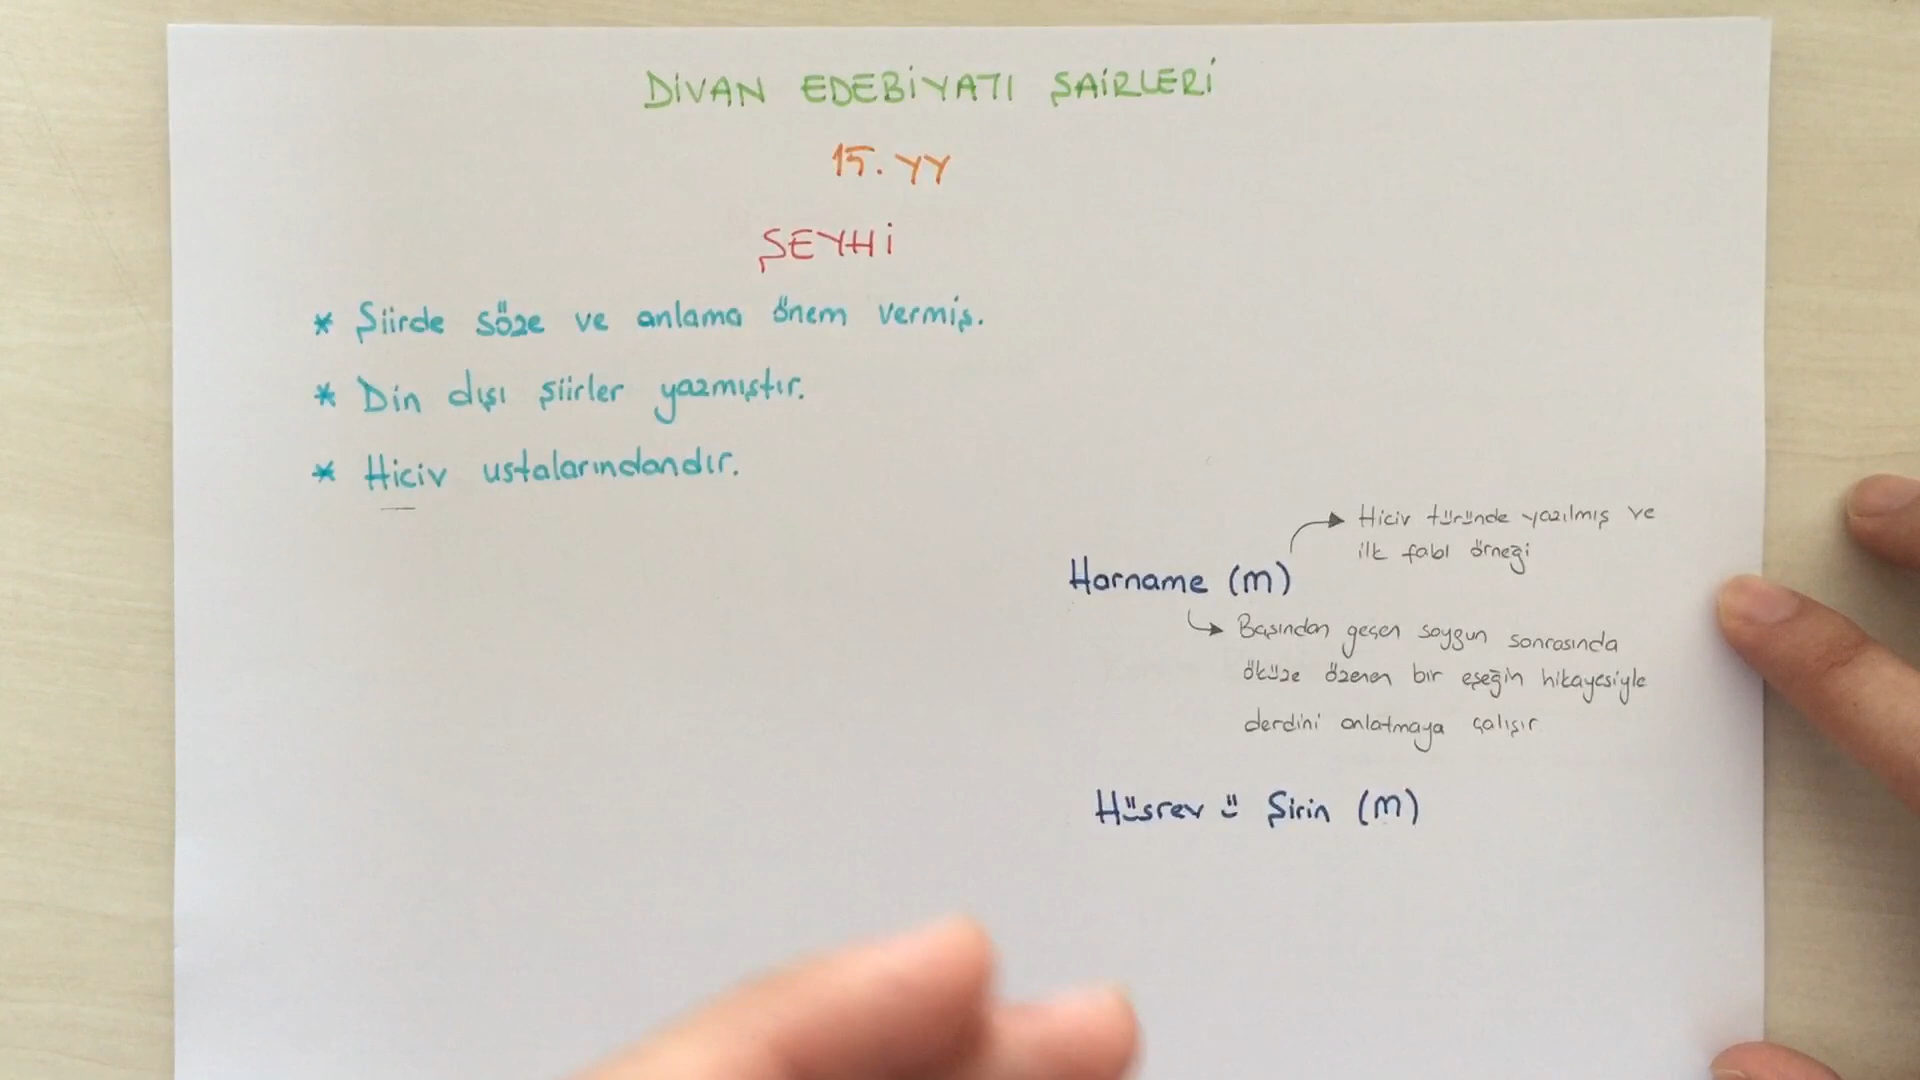 DİVAN EDEBİYATI ŞAİRLERİ
15. YY
ŞEYHİ
* Şiirde söze ve anlama önem vermiş.
* Din dışı şiirler yazmıştır.
* Hiciv ustalarındandır.
Hiciv türünde yazılmış ve
ilk fabl örneği
Harname (m)
Başından geçen soygun sonrasında
öküze özenen bir eşeğin hikayesiyle
derdini anlatmaya çalışır
Hüsrev ü Şirin (m)